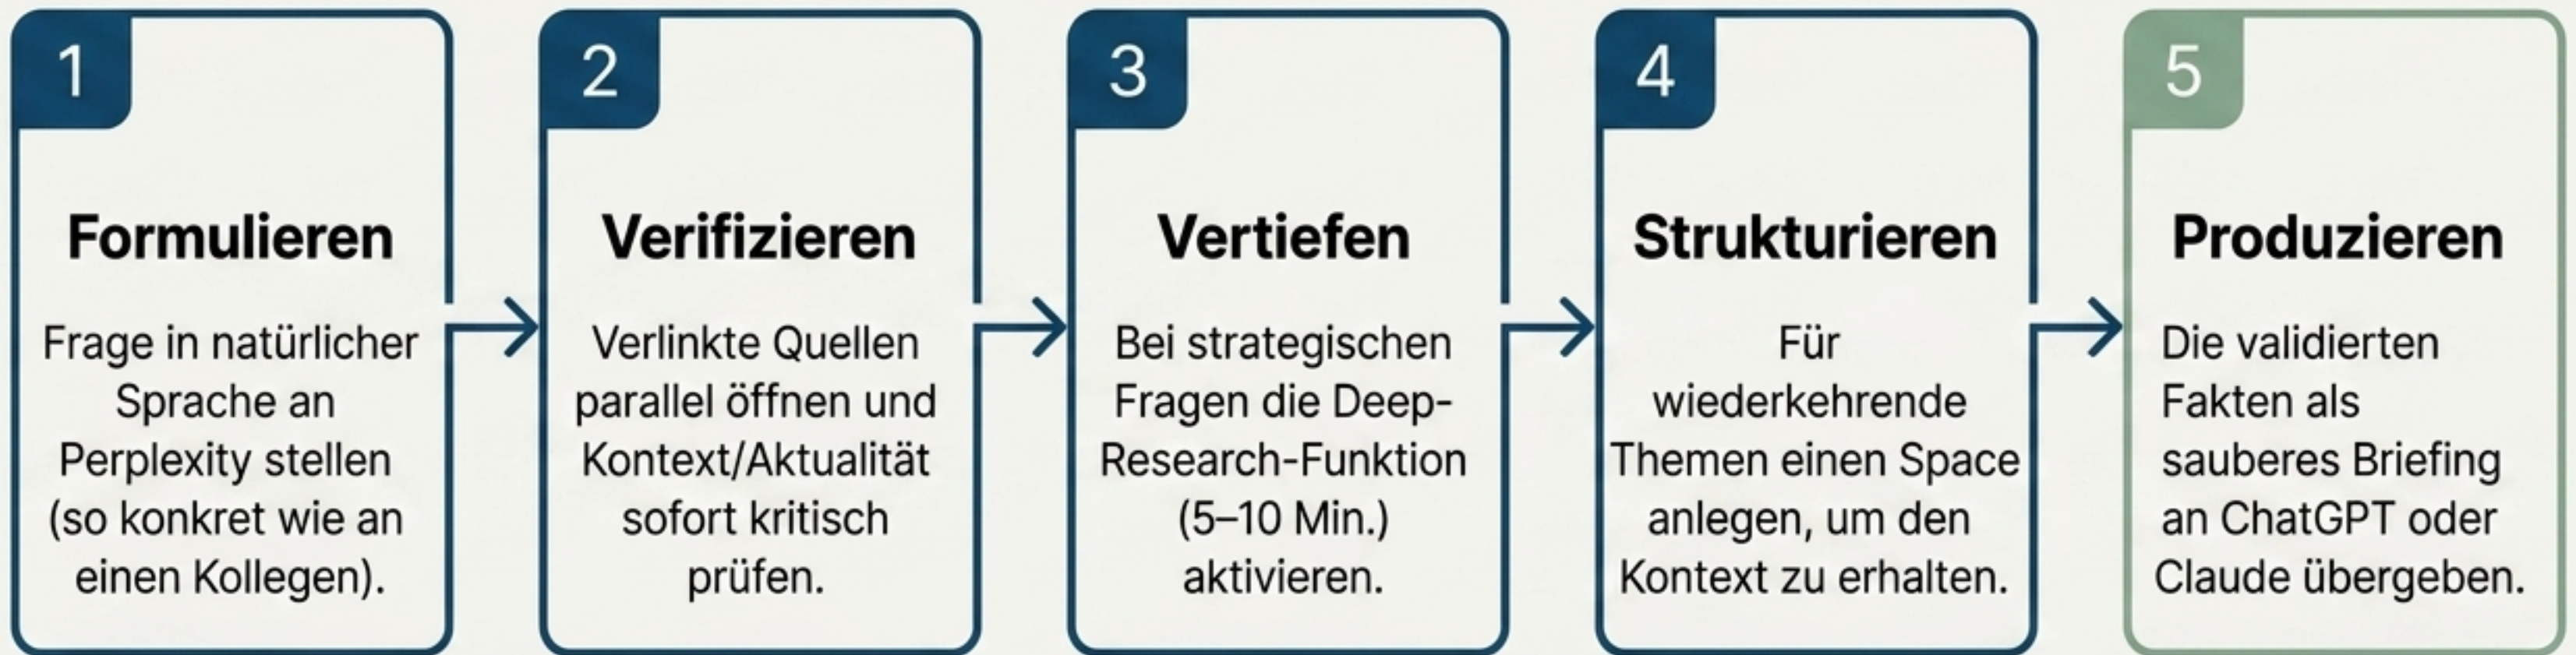 1
Formulieren
Frage in natürlicher
Sprache an
Perplexity stellen
(so konkret wie an
einen Kollegen).
2
Verifizieren
Verlinkte Quellen
parallel öffnen und
Kontext/Aktualität
sofort kritisch
prüfen.
3
Vertiefen
Bei strategischen
Fragen die Deep-
Research-Funktion
(5–10 Min.)
aktivieren.
4
Strukturieren
Für
wiederkehrende
Themen einen Space
anlegen, um den
Kontext zu erhalten.
5
Produzieren
Die validierten
Fakten als
sauberes Briefing
an ChatGPT oder
Claude übergeben.